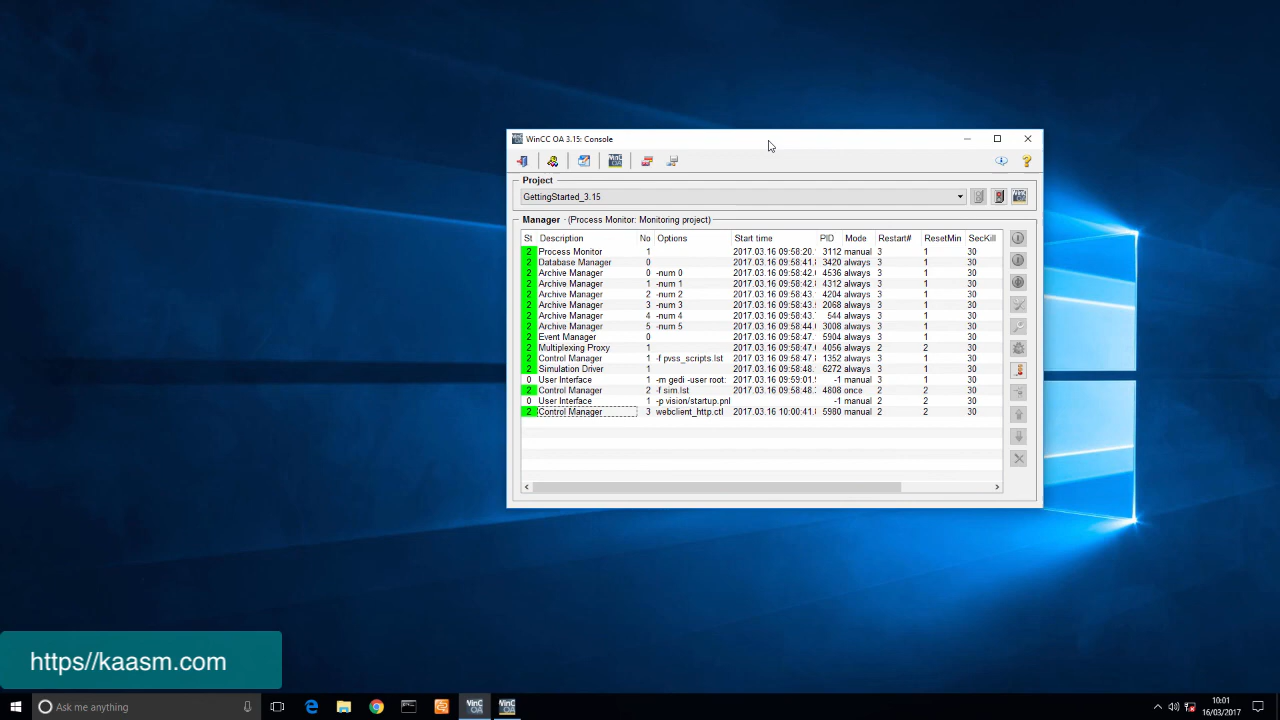 WinCC OA 3.15: Console
Project
GettingStarted_3.15
Manager - (Process Monitor: Monitoring project)
St Description No Options Start time PID Mode Restart# ResetMin SecKill
2 Process Monitor 1 2017.03.16 09:58:20. 3112 manual 3 1 30
2 Database Manager 0 2017.03.16 09:58:41. 3420 always 3 1 30
2 Archive Manager 0 -num 0 2017.03.16 09:58:42. 4536 always 3 1 30
2 Archive Manager 1 -num 1 2017.03.16 09:58:42. 4312 always 3 1 30
2 Archive Manager 2 -num 2 2017.03.16 09:58:43. 4204 always 3 1 30
2 Archive Manager 3 -num 3 2017.03.16 09:58:43. 2068 always 3 1 30
2 Archive Manager 4 -num 4 2017.03.16 09:58:43. 544 always 3 1 30
2 Archive Manager 5 -num 5 2017.03.16 09:58:44. 3008 always 3 1 30
2 Event Manager 0 2017.03.16 09:58:47. 5904 always 3 1 30
2 Multiplexing Proxy 1 2017.03.16 09:58:47. 4056 always 2 2 30
2 Control Manager 1 -f pvss_scripts.lst 2017.03.16 09:58:47. 1352 always 3 1 30
2 Simulation Driver 1 2017.03.16 09:58:48. 6272 always 3 1 30
0 User Interface 1 -m gedi -user root: 2017.03.16 09:59:01. -1 manual 3 1 30
2 Control Manager 2 -f sim.lst 2017.03.16 09:58:48. 4808 once 2 2 30
0 User Interface 1 -p vision/startup.pnl -1 manual 2 2 30
2 Control Manager 3 webclient_http.ctl 2017.03.16 10:00:41. 5980 manual 2 2 30
https//kaasm.com
Ask me anything
10:01
16/03/2017